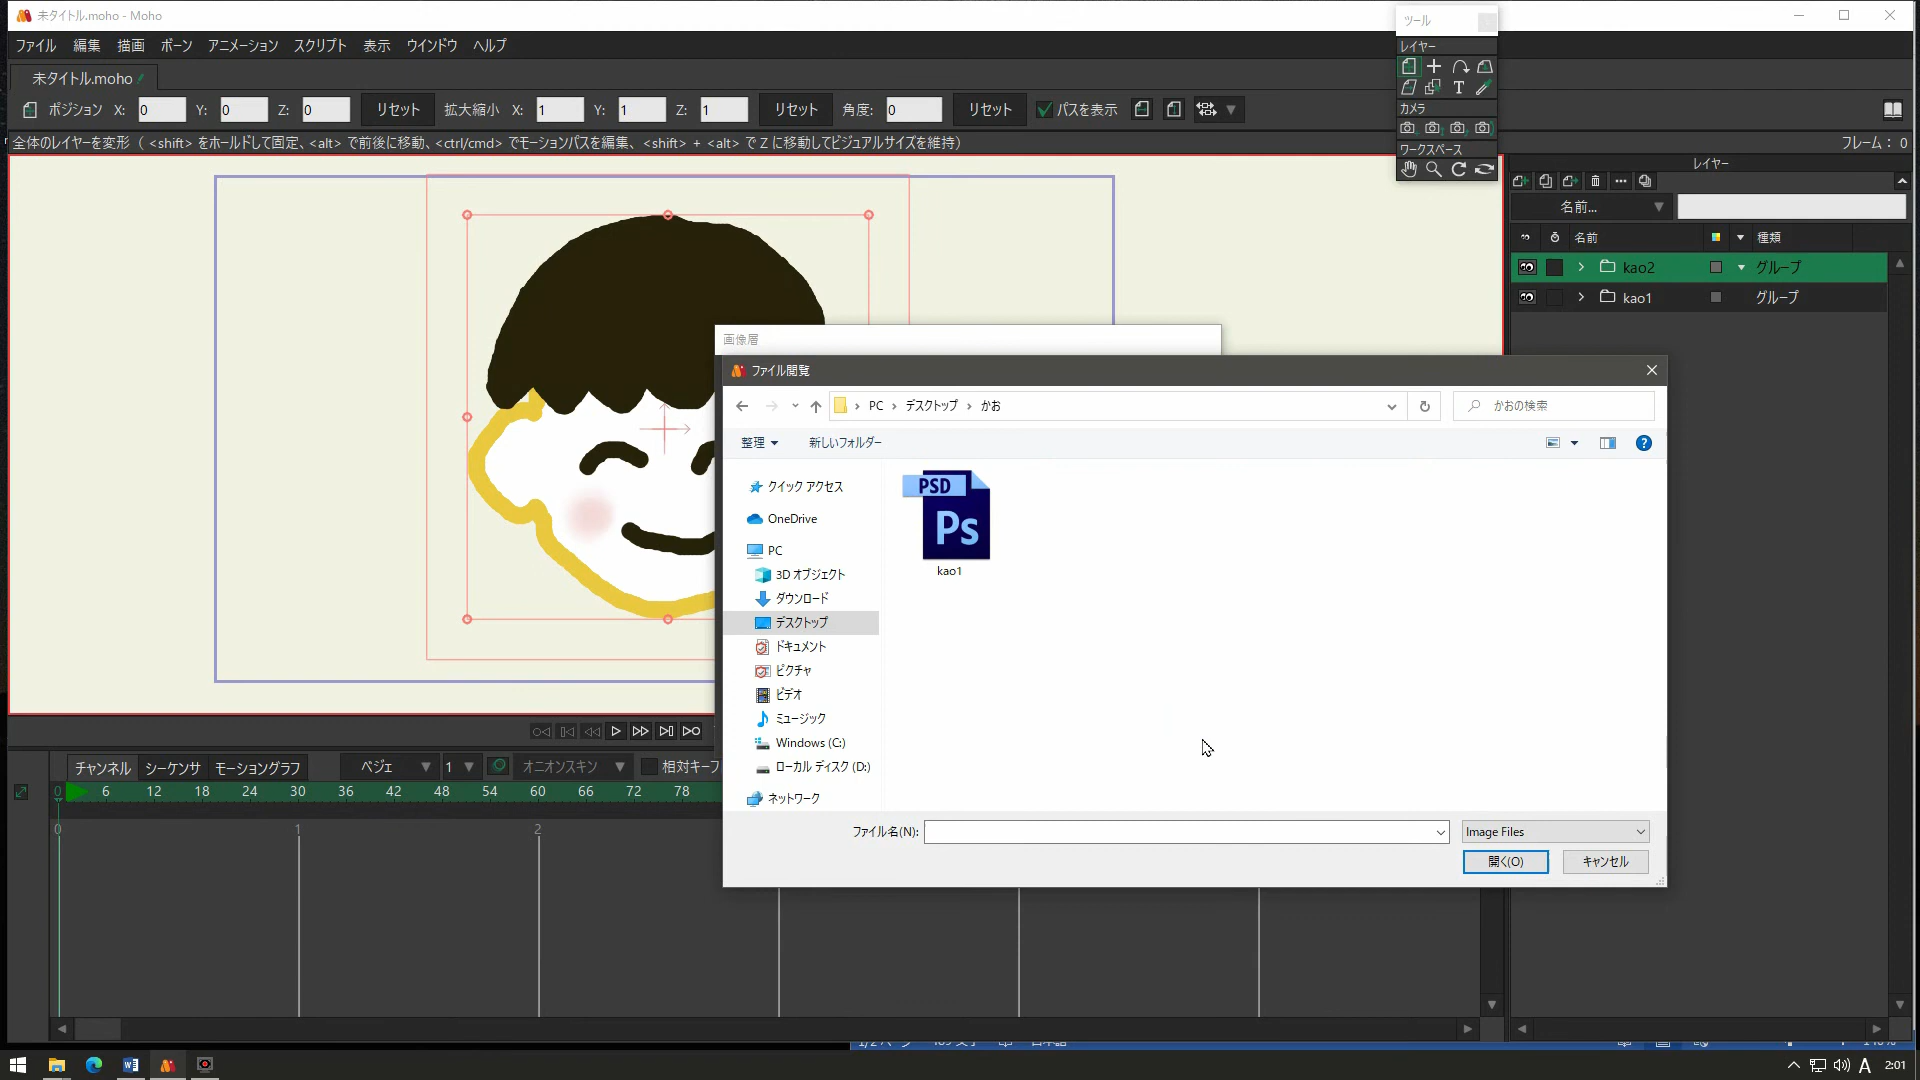 未タイトル.moho - Moho
ファイル 編集 描画 ボーン アニメーション スクリプト 表示 ウインドウ ヘルプ
未タイトル.moho
ポジション X: 0 Y: 0 Z: 0 リセット 拡大縮小 X: 1 Y: 1 Z: 1 リセット 角度: 0 リセット パスを表示
全体のレイヤーを変形（ <shift> をホールドして固定、<alt> で前後に移動、<ctrl/cmd> でモーションパスを編集、<shift> + <alt> で Z に移動してビジュアルサイズを維持）
フレーム： 0
ツール
レイヤー
カメラ
ワークスペース
レイヤー
名前...
名前 種類
kao2 グループ
kao1 グループ
画像層
ファイル閲覧
PC › デスクトップ › かお
かおの検索
整理 新しいフォルダー
クイック アクセス
OneDrive
PC
3D オブジェクト
ダウンロード
デスクトップ
ドキュメント
ピクチャ
ビデオ
ミュージック
Windows (C:)
ローカル ディスク (D:)
ネットワーク
PSD
Ps
kao1
ファイル名(N):
Image Files
開く(O) キャンセル
チャンネル シーケンサ モーショングラフ ベジェ 1 オニオンスキン 相対キーフ
0 6 12 18 24 30 36 42 48 54 60 66 72 78
0 1 2
A 2:01